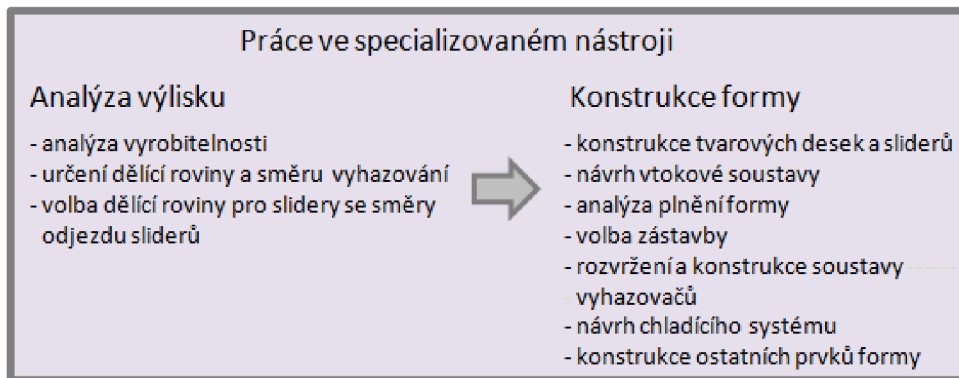 Práce ve specializovaném nástroji
Analýza výlisku
- analýza vyrobitelnosti
- určení dělící roviny a směru vyhazování
- volba dělící roviny pro slidery se směry
odjezdu sliderů
Konstrukce formy
- konstrukce tvarových desek a sliderů
- návrh vtokové soustavy
- analýza plnění formy
- volba zástavby
- rozvržení a konstrukce soustavy
vyhazovačů
- návrh chladícího systému
- konstrukce ostatních prvků formy